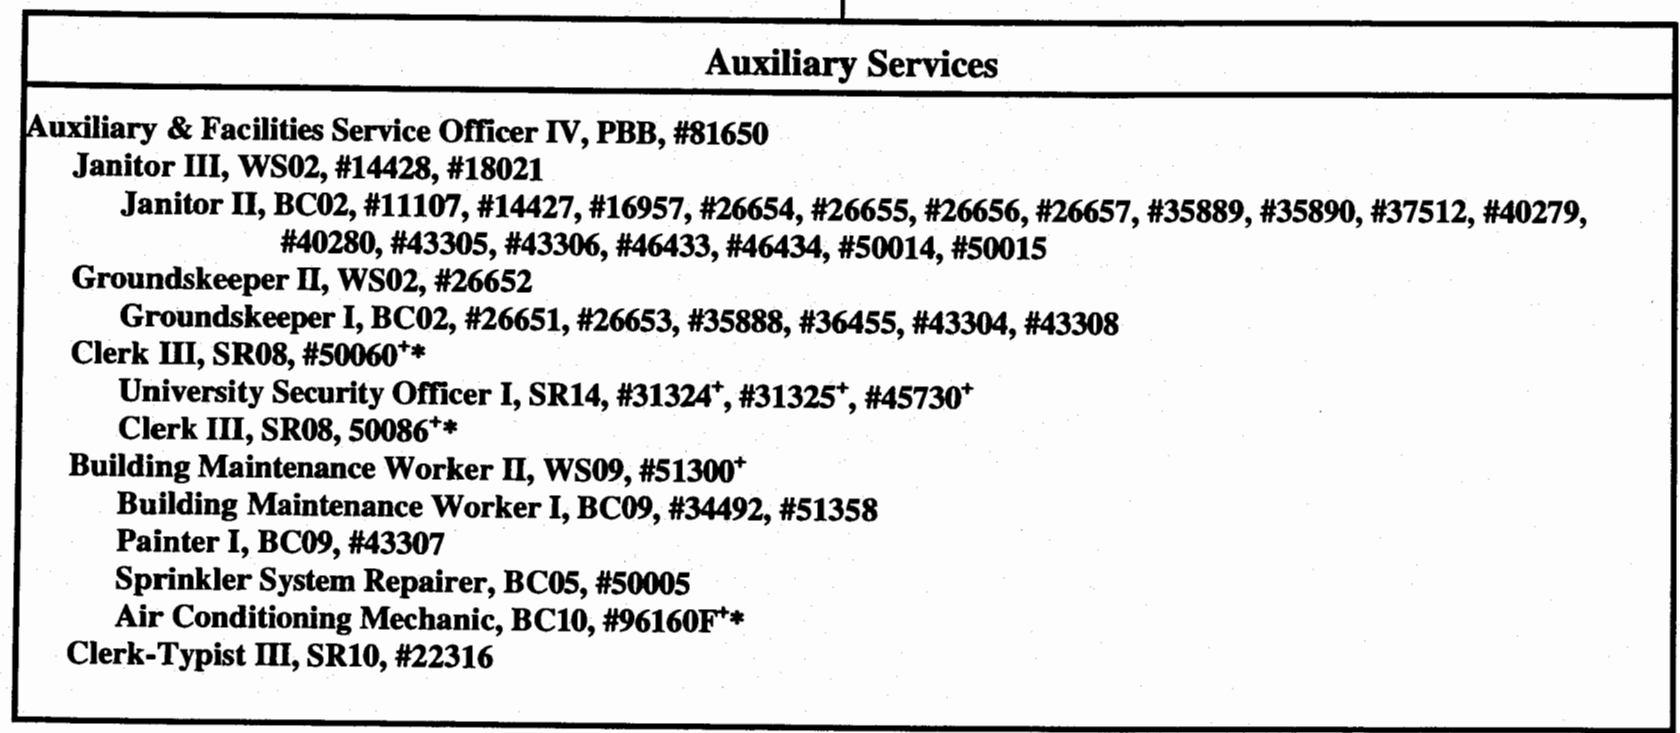 Auxiliary Services
Auxiliary & Facilities Service Officer IV, PBB, #81650
Janitor III, WS02, #14428, #18021
Janitor II, BC02, #11107, #14427, #16957, #26654, #26655, #26656, #26657, #35889, #35890, #37512, #40279,
#40280, #43305, #43306, #46433, #46434, #50014, #50015
Groundskeeper II, WS02, #26652
Groundskeeper I, BC02, #26651, #26653, #35888, #36455, #43304, #43308
Clerk III, SR08, #50060⁺*
University Security Officer I, SR14, #31324⁺, #31325⁺, #45730⁺
Clerk III, SR08, 50086⁺*
Building Maintenance Worker II, WS09, #51300⁺
Building Maintenance Worker I, BC09, #34492, #51358
Painter I, BC09, #43307
Sprinkler System Repairer, BC05, #50005
Air Conditioning Mechanic, BC10, #96160F⁺*
Clerk-Typist III, SR10, #22316